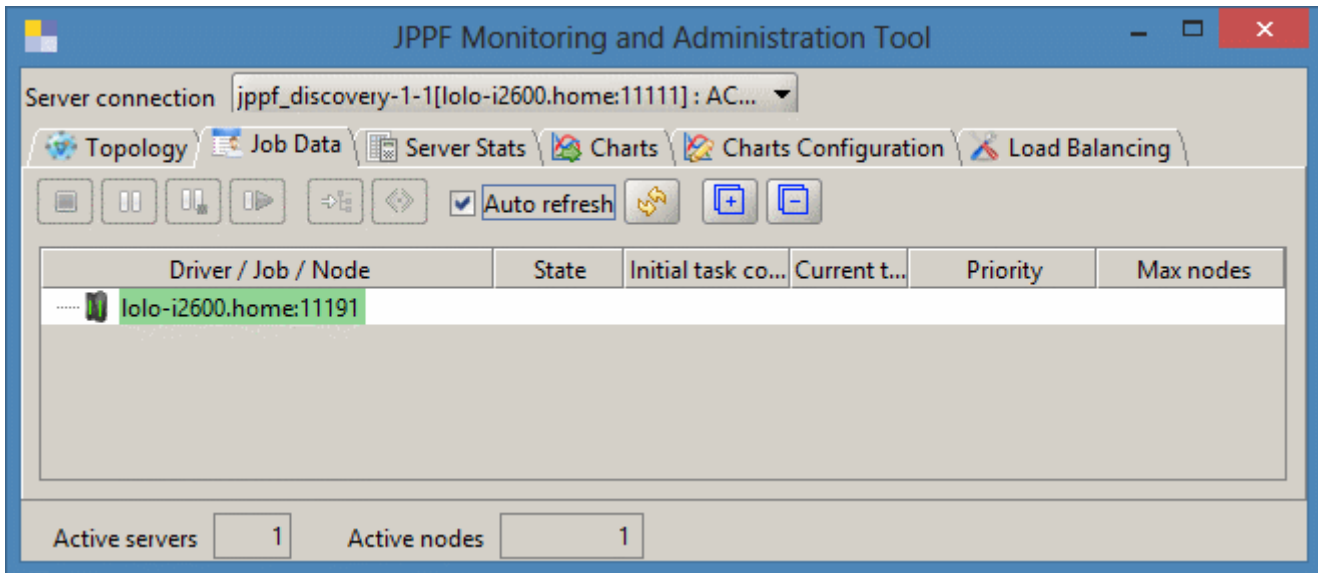 JPPF Monitoring and Administration Tool
Server connection jppf_discovery-1-1[lolo-i2600.home:11111] : AC...
Topology Job Data Server Stats Charts Charts Configuration Load Balancing
Auto refresh
Driver / Job / Node State Initial task co... Current t... Priority Max nodes
lolo-i2600.home:11191
Active servers 1 Active nodes 1